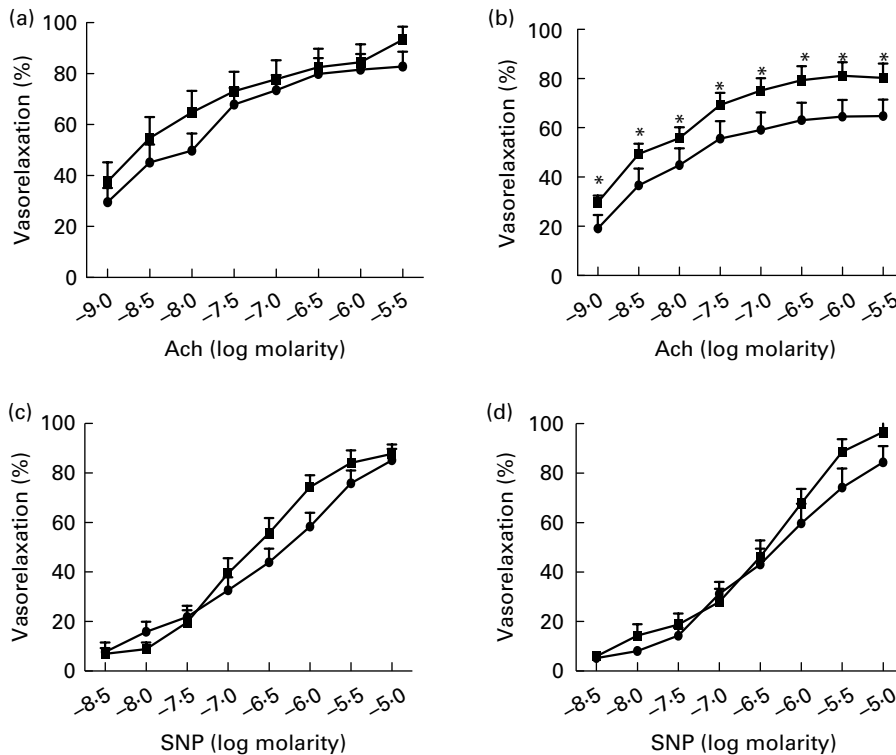 (a)
100
80
60
40
20
0
Vasorelaxation (%)
–9·0 –8·5 –8·0 –7·5 –7·0 –6·5 –6·0 –5·5
Ach (log molarity)
(b)
100
80
60
40
20
0
Vasorelaxation (%)
* * * * * * * *
–9·0 –8·5 –8·0 –7·5 –7·0 –6·5 –6·0 –5·5
Ach (log molarity)
(c)
100
80
60
40
20
0
Vasorelaxation (%)
–8·5 –8·0 –7·5 –7·0 –6·5 –6·0 –5·5 –5·0
SNP (log molarity)
(d)
100
80
60
40
20
0
Vasorelaxation (%)
–8·5 –8·0 –7·5 –7·0 –6·5 –6·0 –5·5 –5·0
SNP (log molarity)